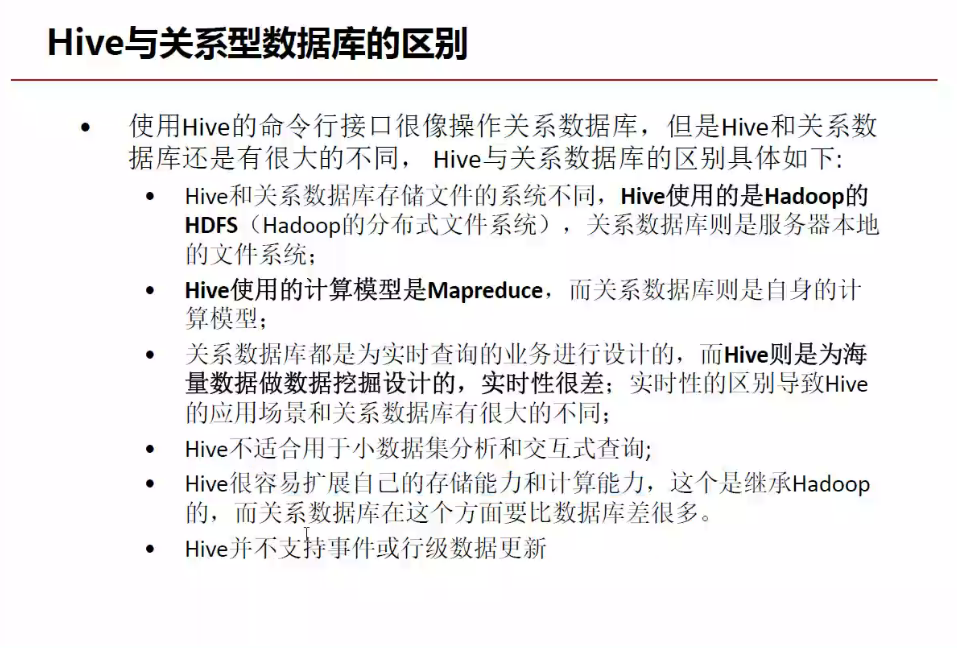 Hive与关系型数据库的区别
• 使用Hive的命令行接口很像操作关系数据库，但是Hive和关系数
据库还是有很大的不同， Hive与关系数据库的区别具体如下:
• Hive和关系数据库存储文件的系统不同，Hive使用的是Hadoop的
HDFS（Hadoop的分布式文件系统），关系数据库则是服务器本地
的文件系统；
• Hive使用的计算模型是Mapreduce，而关系数据库则是自身的计
算模型；
• 关系数据库都是为实时查询的业务进行设计的，而Hive则是为海
量数据做数据挖掘设计的，实时性很差；实时性的区别导致Hive
的应用场景和关系数据库有很大的不同；
• Hive不适合用于小数据集分析和交互式查询;
• Hive很容易扩展自己的存储能力和计算能力，这个是继承Hadoop
的，而关系数据库在这个方面要比数据库差很多。
• Hive并不支持事件或行级数据更新